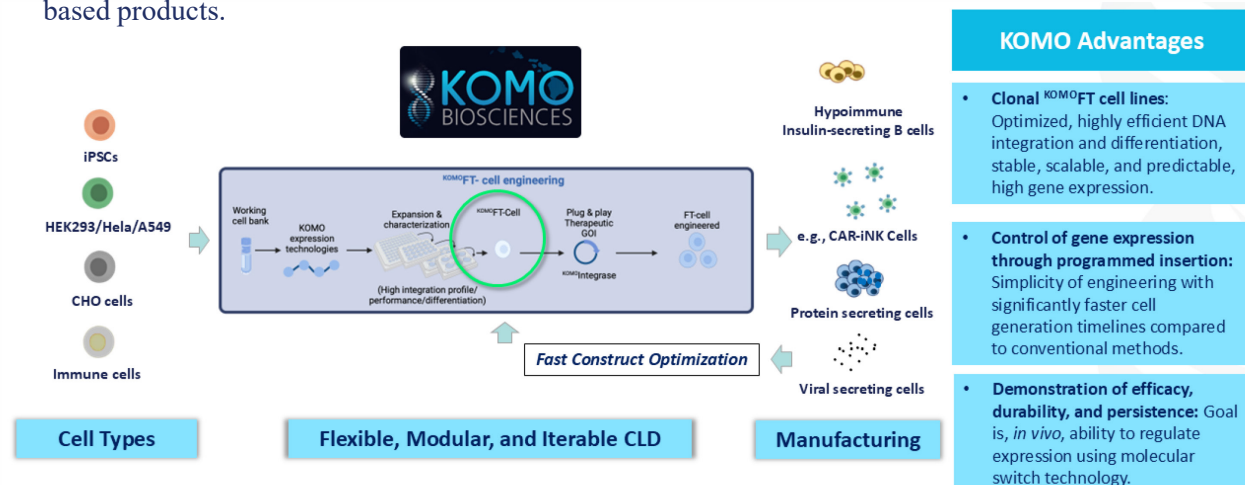 based products.
KOMO
BIOSCIENCES
iPSCs
HEK293/Hela/A549
CHO cells
Immune cells
Cell Types
KOMOFT- cell engineering
Working
cell bank
KOMO
expression
technologies
Expansion &
characterization
(High integration profile/
performance/differentiation)
KOMOFT-Cell
Plug & play
Therapeutic
GOI
KOMOIntegrase
FT-cell
engineered
Fast Construct Optimization
Flexible, Modular, and Iterable CLD
Hypoimmune
Insulin-secreting B cells
e.g., CAR-iNK Cells
Protein secreting cells
Viral secreting cells
Manufacturing
KOMO Advantages
• Clonal KOMOFT cell lines:
Optimized, highly efficient DNA
integration and differentiation,
stable, scalable, and predictable,
high gene expression.
• Control of gene expression
through programmed insertion:
Simplicity of engineering with
significantly faster cell
generation timelines compared
to conventional methods.
• Demonstration of efficacy,
durability, and persistence: Goal
is, in vivo, ability to regulate
expression using molecular
switch technology.